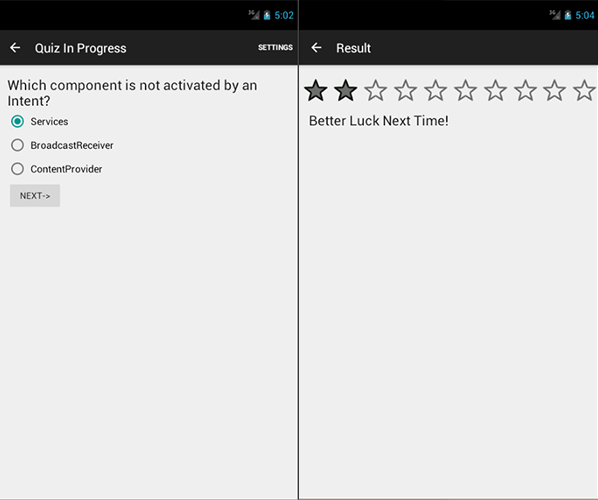 3G 5:02
Quiz In Progress SETTINGS
Which component is not activated by an
Intent?
Services
BroadcastReceiver
ContentProvider
NEXT->
3G 5:04
Result
Better Luck Next Time!